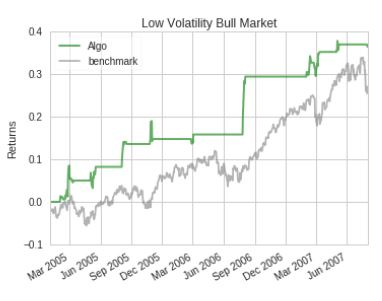 Low Volatility Bull Market
Algo
benchmark
Returns
0.4
0.3
0.2
0.1
0.0
−0.1
Mar 2005
Jun 2005
Sep 2005
Dec 2005
Mar 2006
Jun 2006
Sep 2006
Dec 2006
Mar 2007
Jun 2007